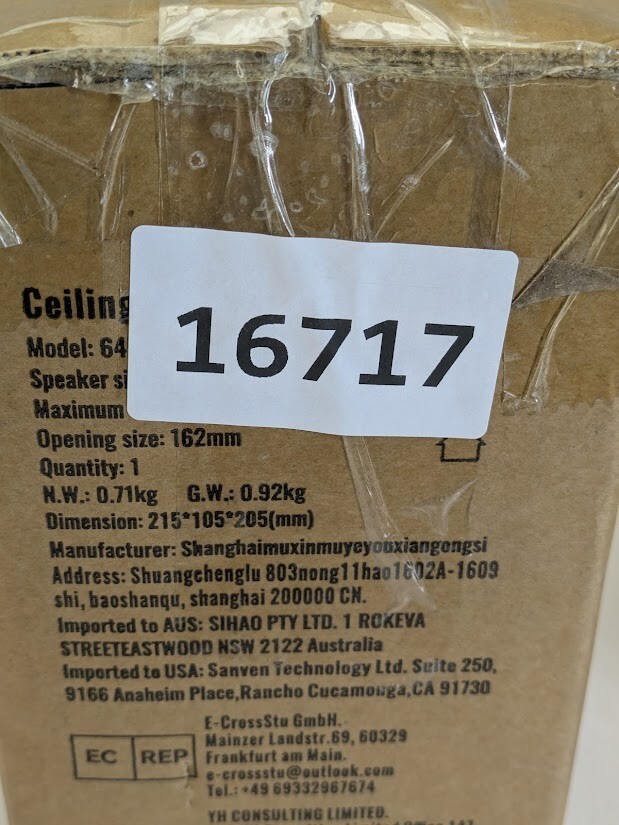 16717
Ceiling
Model: 64
Speaker si
Maximum
Opening size: 162mm
Quantity: 1
N.W.: 0.71kg G.W.: 0.92kg
Dimension: 215*105*205(mm)
Manufacturer: Shanghaimuxinmuyeyouxiangongsi
Address: Shuangchenglu 803nong11hao1602A-1609
shi, baoshanqu, shanghai 200000 CN.
Imported to AUS: SIHAO PTY LTD. 1 ROKEVA
STREETEASTWOOD NSW 2122 Australia
Imported to USA: Sanven Technology Ltd. Suite 250,
9166 Anaheim Place,Rancho Cucamonga,CA 91730
EC REP
E-CrossStu GmbH.
Mainzer Landstr.69, 60329
Frankfurt am Main.
e-crossstu@outlook.com
Tel.: +49 69332967674
YH CONSULTING LIMITED.